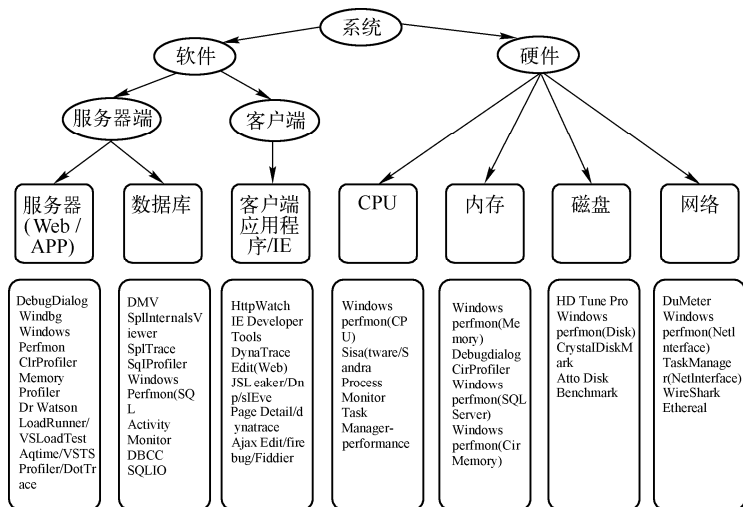 系统
软件
硬件
服务器端
客户端
服务器
(Web /
APP)
数据库
客户端
应用程
序/IE
CPU
内存
磁盘
网络
DebugDialog
Windbg
Windows
Perfmon
ClrProfiler
Memory
Profiler
Dr Watson
LoadRunner/
VSLoadTest
Aqtime/VSTS
Profiler/DotTr
ace
DMV
SplInternalsV
iewer
SplTrace
SqIProfiler
Windows
Perfmon(SQ
L
Activity
Monitor
DBCC
SQLIO
HttpWatch
IE Developer
Tools
DynaTrace
Edit(Web)
JSL eaker/Dn
p/sIEve
Page Detail/d
ynatrace
Ajax Edit/fire
bug/Fiddier
Windows
perfmon(CP
U)
Sisa(tware/S
andra
Process
Monitor
Task
Manager-
performance
Windows
perfmon(Me
mory)
Debugdialog
CirProfiler
Windows
perfmon(SQL
Server)
Windows
perfmon(Cir
Memory)
HD Tune Pro
Windows
perfmon(Disk)
CrystaIDiskM
ark
Atto Disk
Benchmark
DuMeter
Windows
perfmon(NetI
nterface)
TaskManage
r(NetInterface)
WireShark
Ethereal